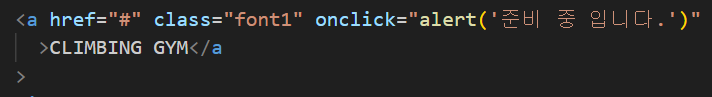 <a href="#" class="font1" onclick="alert('준비 중 입니다.')"
>CLIMBING GYM</a
>